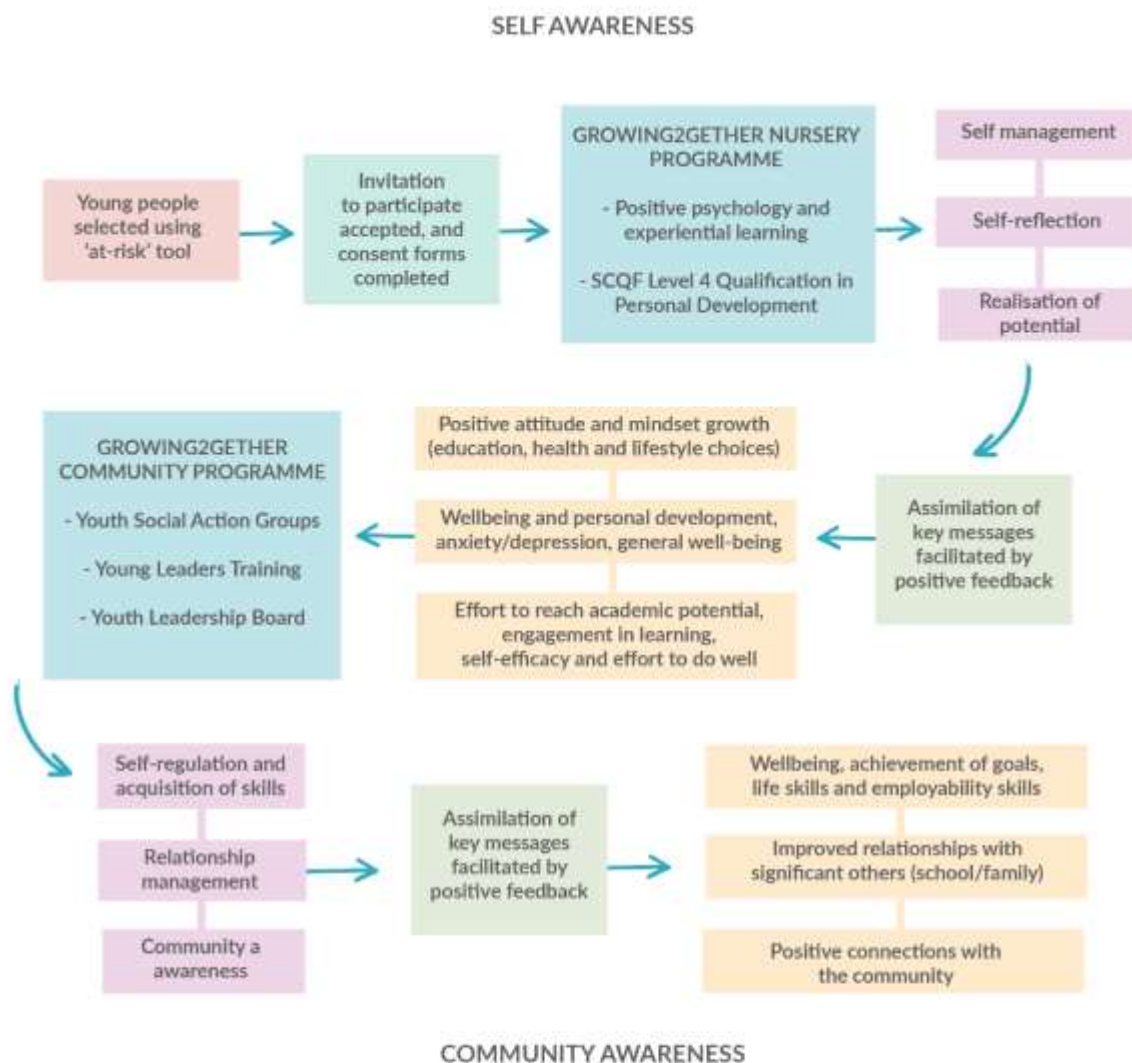 SELF AWARENESS
Young people
selected using
'at-risk' tool
Invitation
to participate
accepted, and
consent forms
completed
GROWING2GETHER NURSERY
PROGRAMME
- Positive psychology and
experiential learning
- SCQF Level 4 Qualification in
Personal Development
Self management
Self-reflection
Realisation of
potential
Assimilation of
key messages
facilitated by
positive feedback
Positive attitude and mindset growth
(education, health and lifestyle choices)
Wellbeing and personal development,
anxiety/depression, general well-being
Effort to reach academic potential,
engagement in learning,
self-efficacy and effort to do well
GROWING2GETHER
COMMUNITY PROGRAMME
- Youth Social Action Groups
- Young Leaders Training
- Youth Leadership Board
Self-regulation and
acquisition of skills
Relationship
management
Community a
awareness
Assimilation of
key messages
facilitated by
positive feedback
Wellbeing, achievement of goals,
life skills and employability skills
Improved relationships with
significant others (school/family)
Positive connections with
the community
COMMUNITY AWARENESS